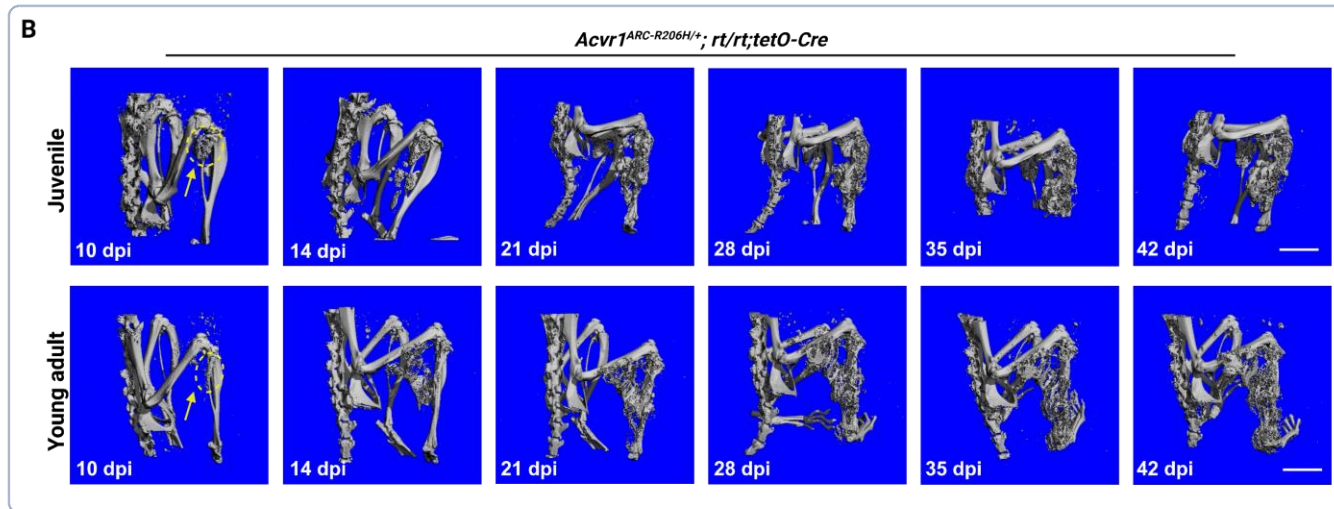 B
Acvr1ARC-R206H/+; rt/rt;tetO-Cre
Juvenile
10 dpi
14 dpi
21 dpi
28 dpi
35 dpi
42 dpi
Young adult
10 dpi
14 dpi
21 dpi
28 dpi
35 dpi
42 dpi